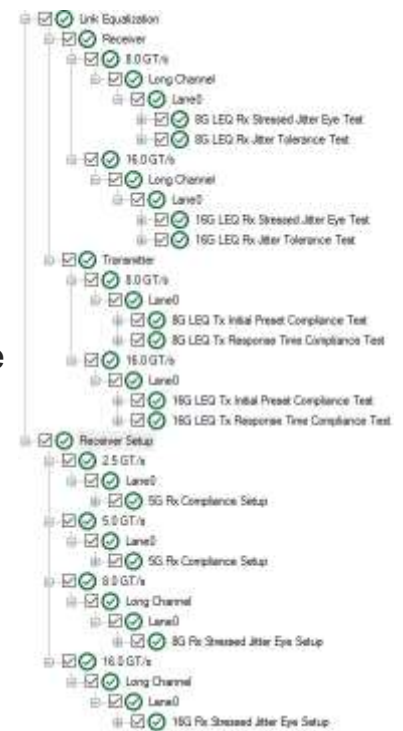 Link Equalization
Receiver
8.0 GT/s
Long Channel
Lane0
8G LEQ Rx Stressed Jitter Eye Test
8G LEQ Rx Jitter Tolerance Test
16.0 GT/s
Long Channel
Lane0
16G LEQ Rx Stressed Jitter Eye Test
16G LEQ Rx Jitter Tolerance Test
Transmitter
8.0 GT/s
Lane0
8G LEQ Tx Initial Preset Compliance Test
8G LEQ Tx Response Time Compliance Test
e
16.0 GT/s
Lane0
16G LEQ Tx Initial Preset Compliance Test
16G LEQ Tx Response Time Compliance Test
Receiver Setup
2.5 GT/s
Lane0
5G Rx Compliance Setup
5.0 GT/s
Lane0
5G Rx Compliance Setup
8.0 GT/s
Long Channel
Lane0
8G Rx Stressed Jitter Eye Setup
16.0 GT/s
Long Channel
Lane0
16G Rx Stressed Jitter Eye Setup